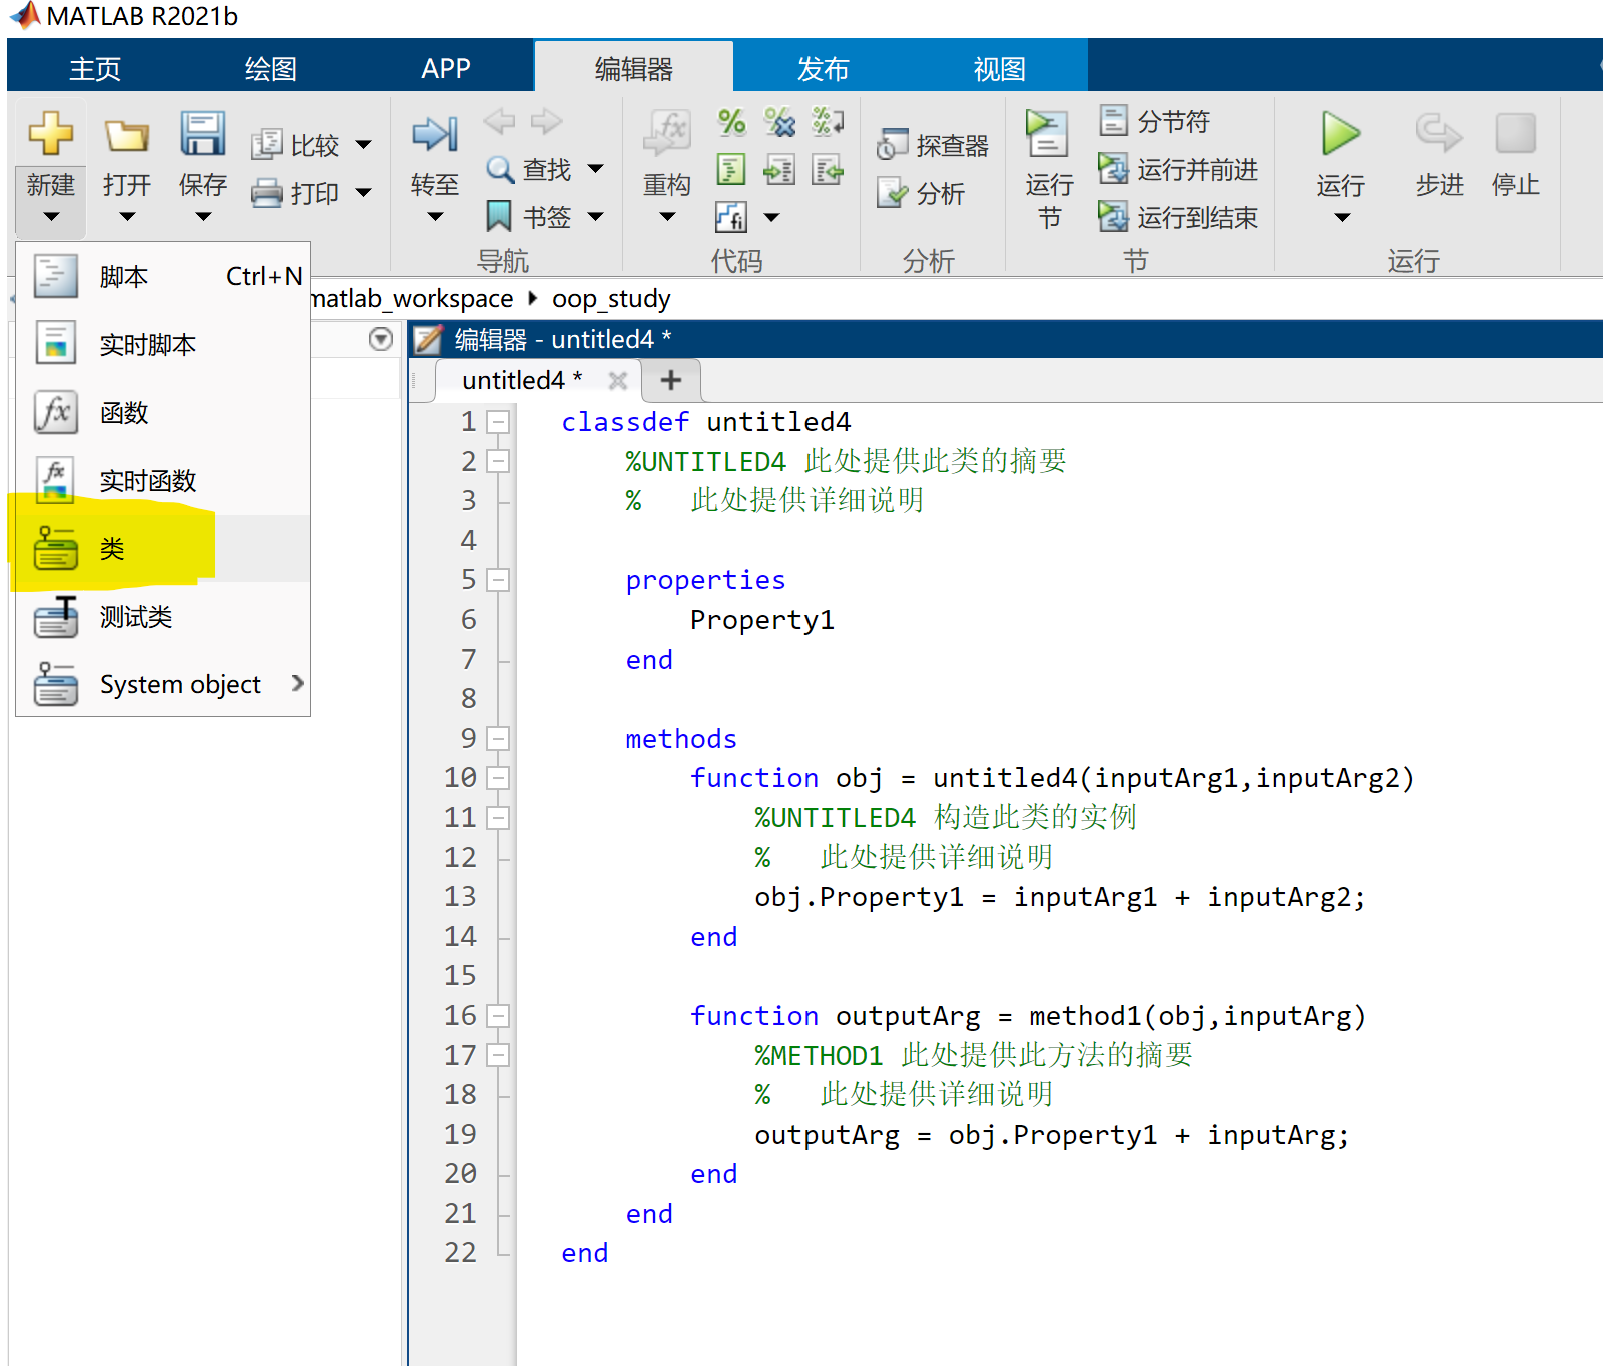 MATLAB R2021b
主页 绘图 APP 编辑器 发布 视图
新建 打开 保存 比较 打印
转至 查找 书签 导航
重构 代码
探查器 分析 分析
运行节 分节符 运行并前进 运行到结束 节
运行 步进 停止 运行
matlab_workspace oop_study
脚本 Ctrl+N
实时脚本
函数
实时函数
类
测试类
System object
编辑器 - untitled4 *
untitled4 *
1 classdef untitled4
2 %UNTITLED4 此处提供此类的摘要
3 %   此处提供详细说明
4
5 properties
6 Property1
7 end
8
9 methods
10 function obj = untitled4(inputArg1,inputArg2)
11 %UNTITLED4 构造此类的实例
12 %   此处提供详细说明
13 obj.Property1 = inputArg1 + inputArg2;
14 end
15
16 function outputArg = method1(obj,inputArg)
17 %METHOD1 此处提供此方法的摘要
18 %   此处提供详细说明
19 outputArg = obj.Property1 + inputArg;
20 end
21 end
22 end